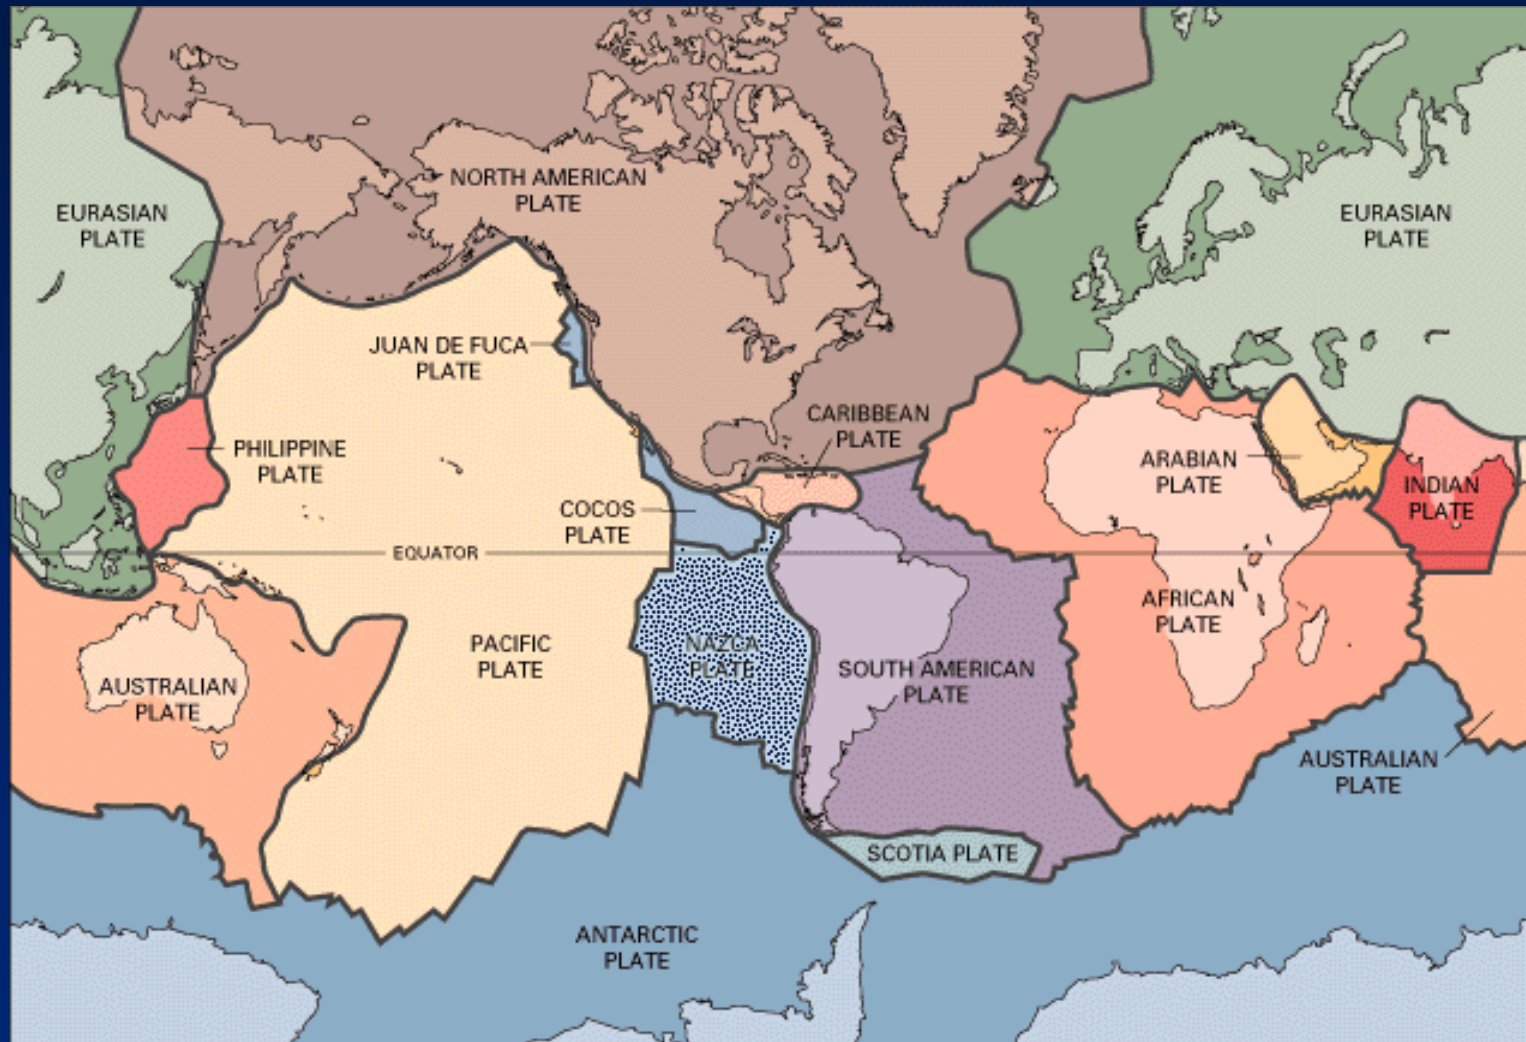 NORTH AMERICAN
PLATE
EURASIAN
PLATE
EURASIAN
PLATE
JUAN DE FUCA
PLATE
CARIBBEAN
PLATE
PHILIPPINE
PLATE
ARABIAN
PLATE
INDIAN
PLATE
COCOS
PLATE
EQUATOR
AFRICAN
PLATE
PACIFIC
PLATE
NAZCA
PLATE
SOUTH AMERICAN
PLATE
AUSTRALIAN
PLATE
AUSTRALIAN
PLATE
SCOTIA PLATE
ANTARCTIC
PLATE